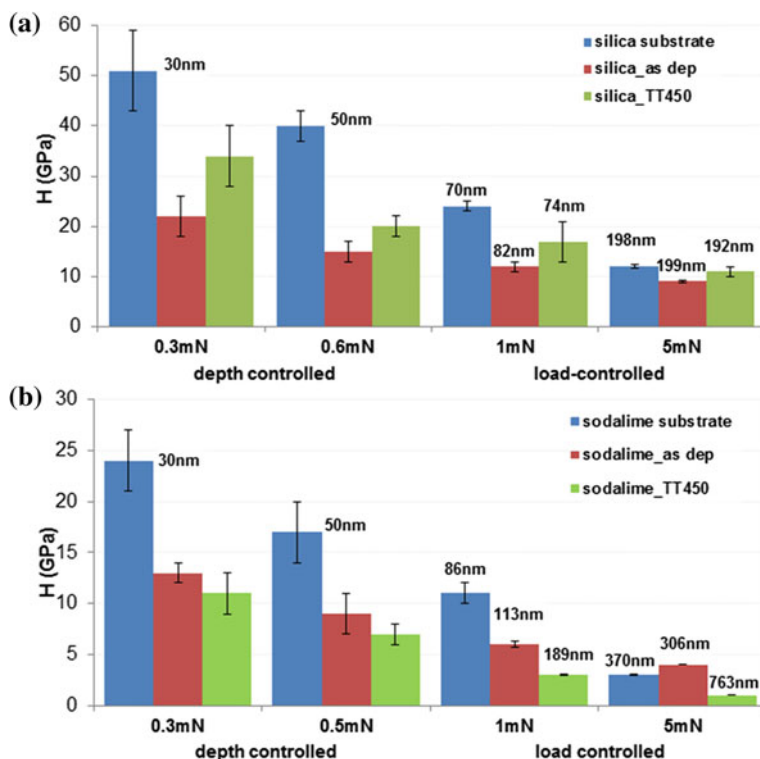 (a)
60
50
40
30
20
10
0
H (GPa)
silica substrate
silica_as dep
silica_TT450
30nm
50nm
70nm
82nm
74nm
198nm
199nm
192nm
0.3mN 0.6mN 1mN 5mN
depth controlled load-controlled
(b)
30
25
20
15
10
5
0
H (GPa)
sodalime substrate
sodalime_as dep
sodalime_TT450
30nm
50nm
86nm
113nm
189nm
370nm
306nm
763nm
0.3mN 0.5mN 1mN 5mN
depth controlled load controlled